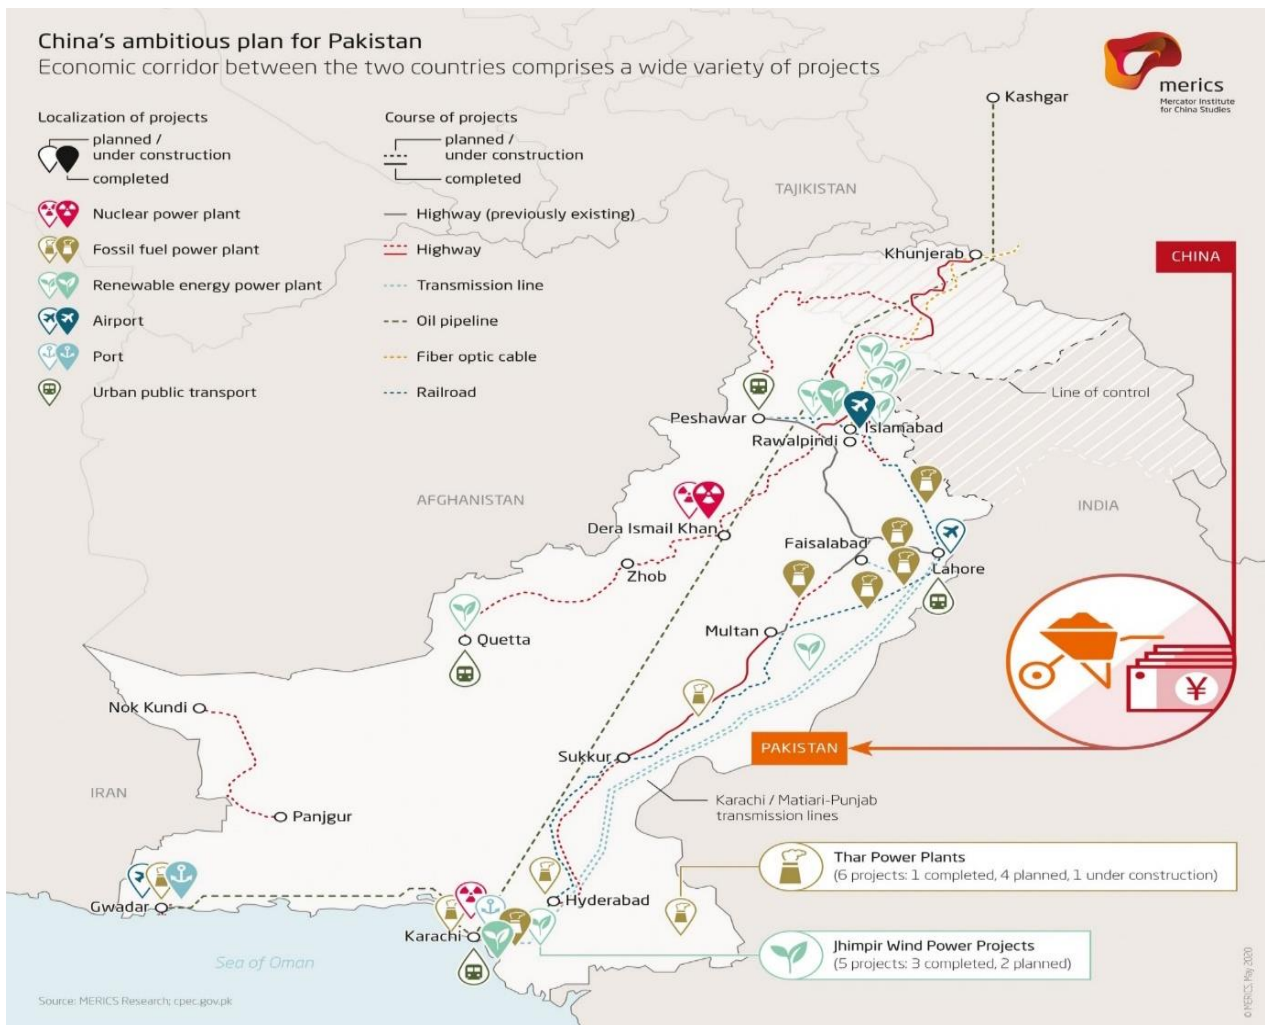 China's ambitious plan for Pakistan
Economic corridor between the two countries comprises a wide variety of projects
merics
Mercator Institute
for China Studies
Localization of projects
planned /
under construction
completed
Nuclear power plant
Fossil fuel power plant
Renewable energy power plant
Airport
Port
Urban public transport
Course of projects
planned /
under construction
completed
Highway (previously existing)
Highway
Transmission line
Oil pipeline
Fiber optic cable
Railroad
Kashgar
TAJIKISTAN
Khunjerab
CHINA
Line of control
Peshawar
Islamabad
Rawalpindi
AFGHANISTAN
INDIA
Dera Ismail Khan
Faisalabad
Lahore
Zhob
Quetta
Multan
Nok Kundi
¥
PAKISTAN
Sukkur
IRAN
Panjgur
Karachi / Matiari-Punjab
transmission lines
Thar Power Plants
(6 projects: 1 completed, 4 planned, 1 under construction)
Gwadar
Hyderabad
Karachi
Jhimpir Wind Power Projects
(5 projects: 3 completed, 2 planned)
Sea of Oman
Source: MERICS Research; cpec.gov.pk
© MERICS, May 2020